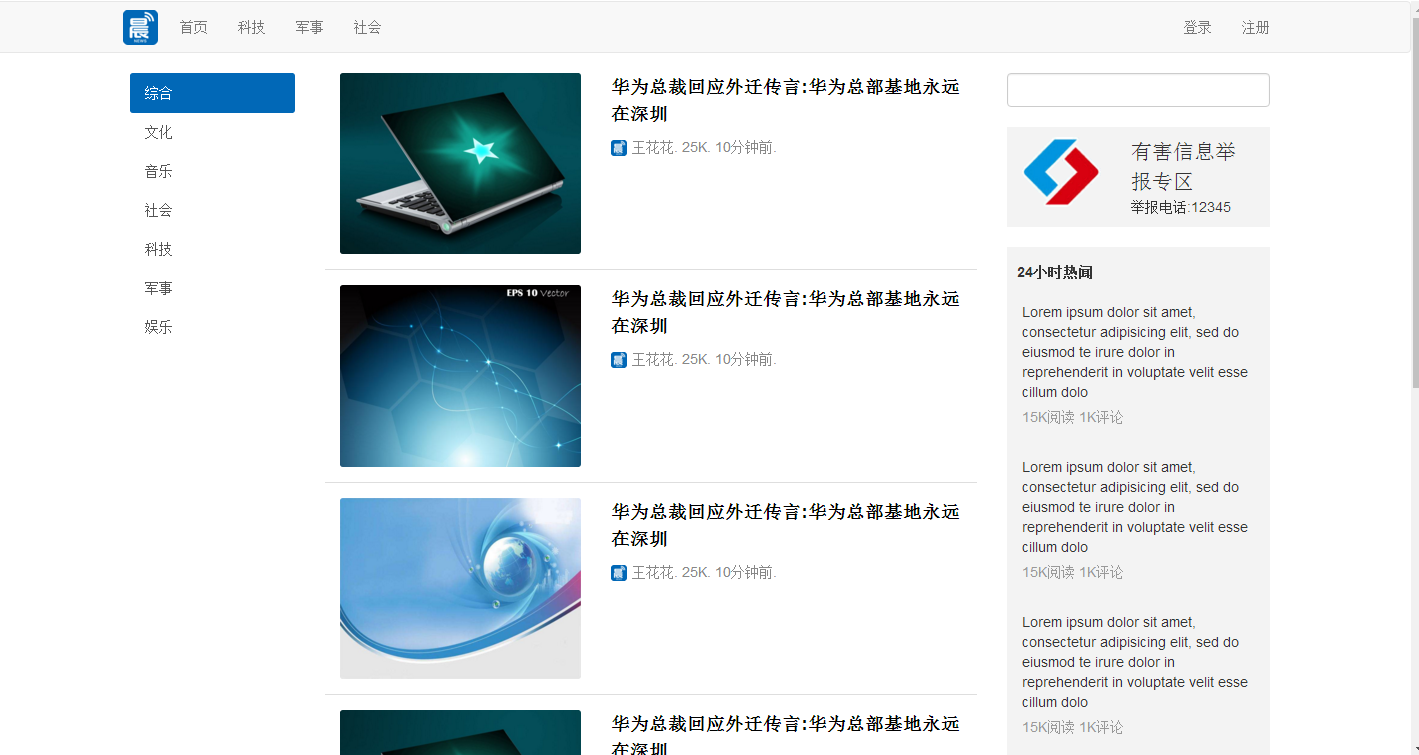 晨
NEWS
首页 科技 军事 社会 登录 注册
综合
文化
音乐
社会
科技
军事
娱乐
华为总裁回应外迁传言:华为总部基地永远
在深圳
王花花. 25K. 10分钟前.
EPS 10 Vector
华为总裁回应外迁传言:华为总部基地永远
在深圳
王花花. 25K. 10分钟前.
华为总裁回应外迁传言:华为总部基地永远
在深圳
王花花. 25K. 10分钟前.
华为总裁回应外迁传言:华为总部基地永远
在深圳
有害信息举
报专区
举报电话:12345
24小时热闻
Lorem ipsum dolor sit amet,
consectetur adipisicing elit, sed do
eiusmod te irure dolor in
reprehenderit in voluptate velit esse
cillum dolo
15K阅读 1K评论
Lorem ipsum dolor sit amet,
consectetur adipisicing elit, sed do
eiusmod te irure dolor in
reprehenderit in voluptate velit esse
cillum dolo
15K阅读 1K评论
Lorem ipsum dolor sit amet,
consectetur adipisicing elit, sed do
eiusmod te irure dolor in
reprehenderit in voluptate velit esse
cillum dolo
15K阅读 1K评论